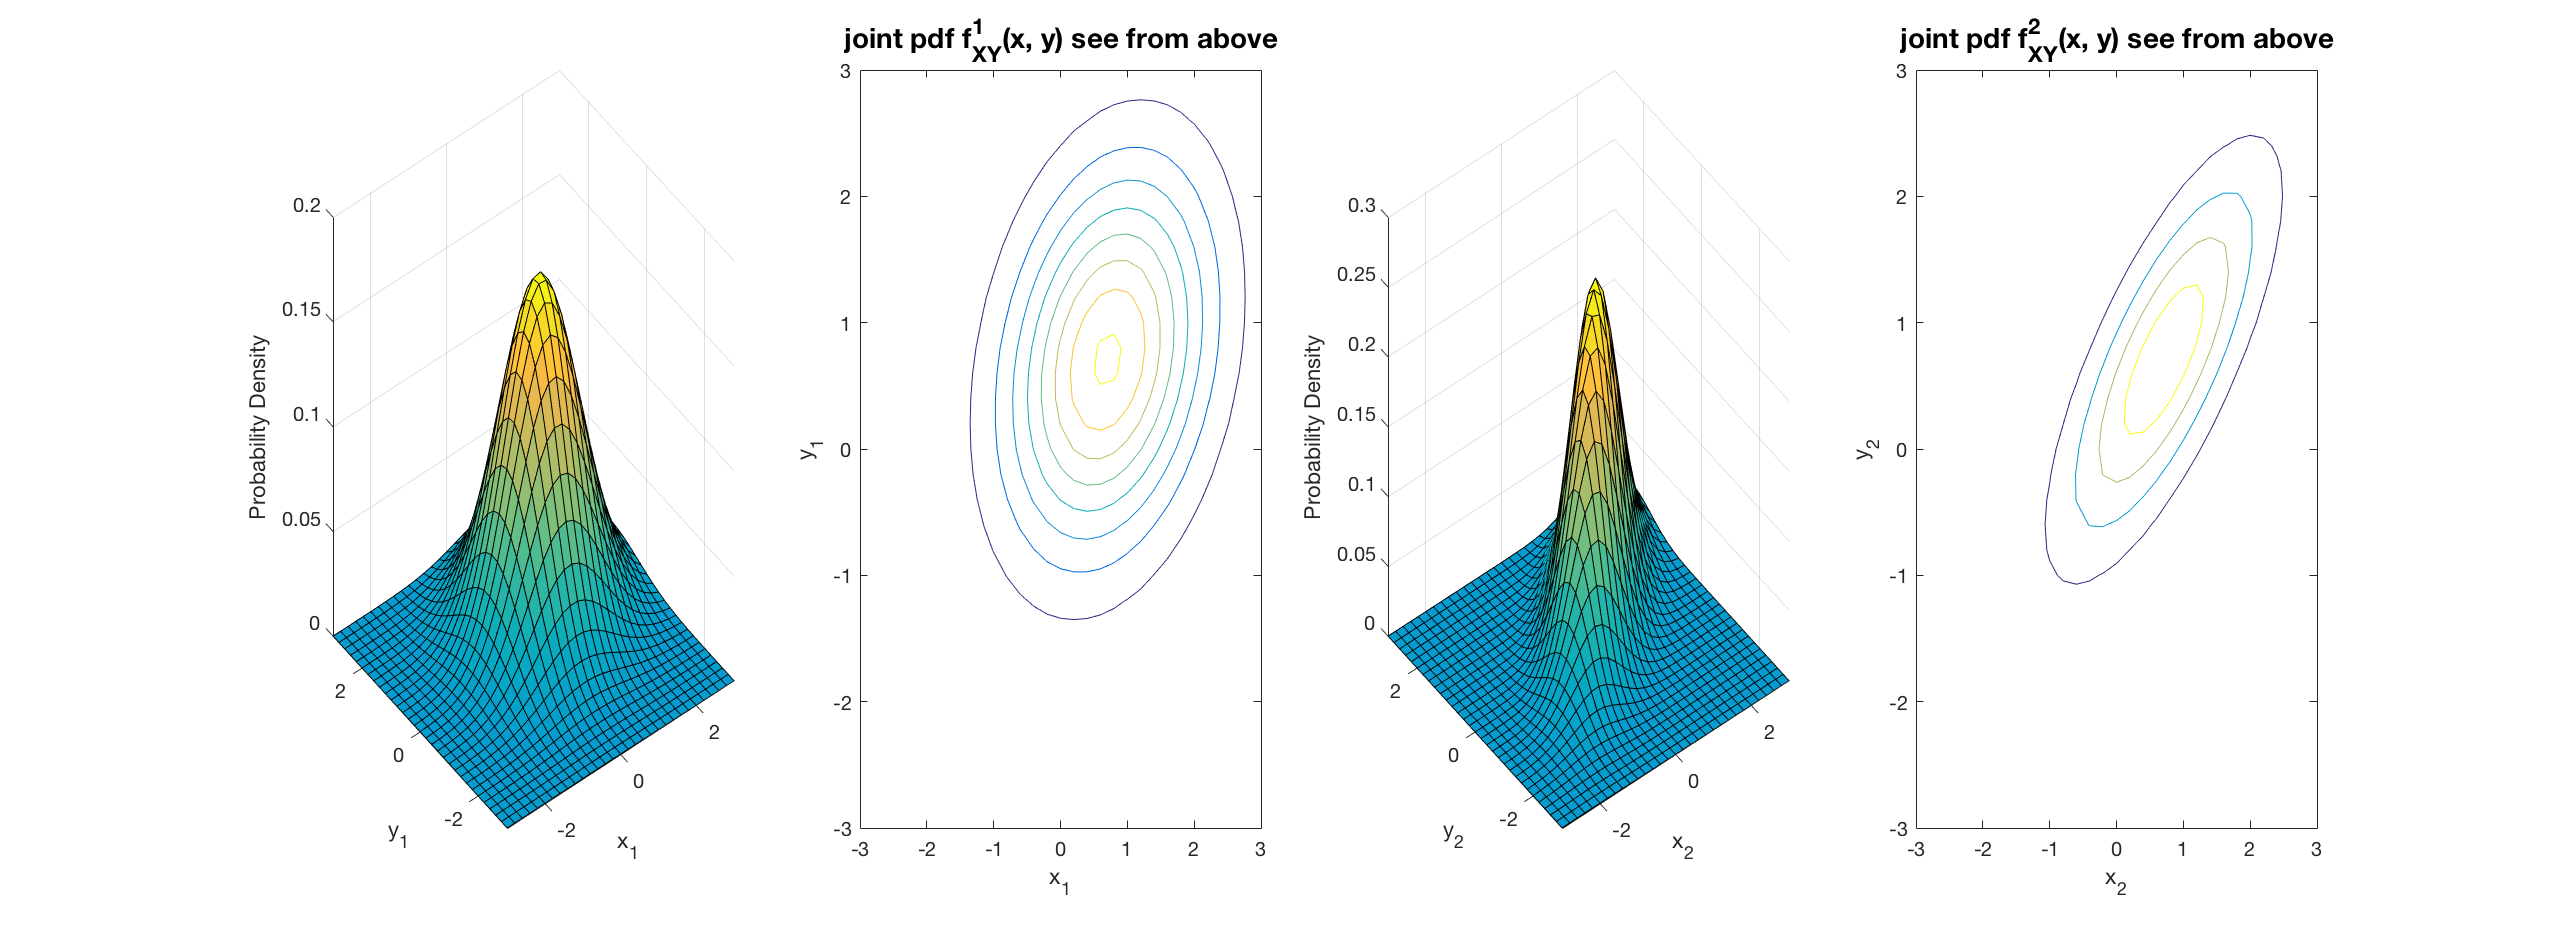 Probability Density
0.2
0.15
0.1
0.05
0
2
0
-2
y1
-2
0
2
x1
joint pdf f1XY(x, y) see from above
3
2
1
0
-1
-2
-3
y1
-3 -2 -1 0 1 2 3
x1
Probability Density
0.3
0.25
0.2
0.15
0.1
0.05
0
2
0
-2
y2
-2
0
2
x2
joint pdf f2XY(x, y) see from above
3
2
1
0
-1
-2
-3
y2
-3 -2 -1 0 1 2 3
x2